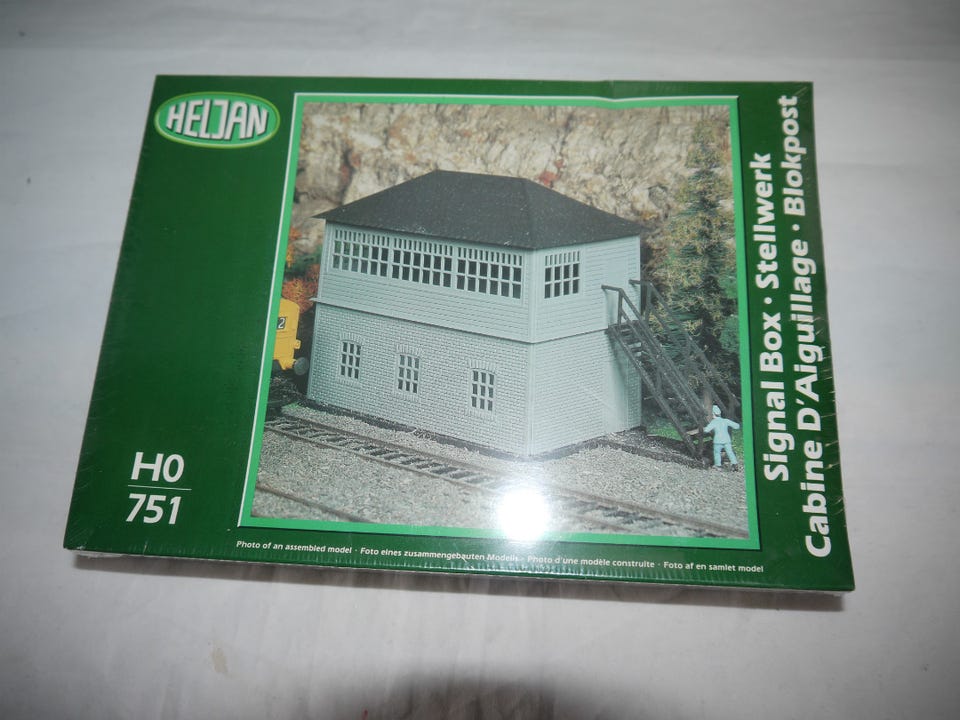 HELJAN
Signal Box · Stellwerk
Cabine D'Aiguillage · Blokpost
2
H0
751
Photo of an assembled model · Foto eines zusammengebauten Modells · Photo d'une modèle construite · Foto af en samlet model